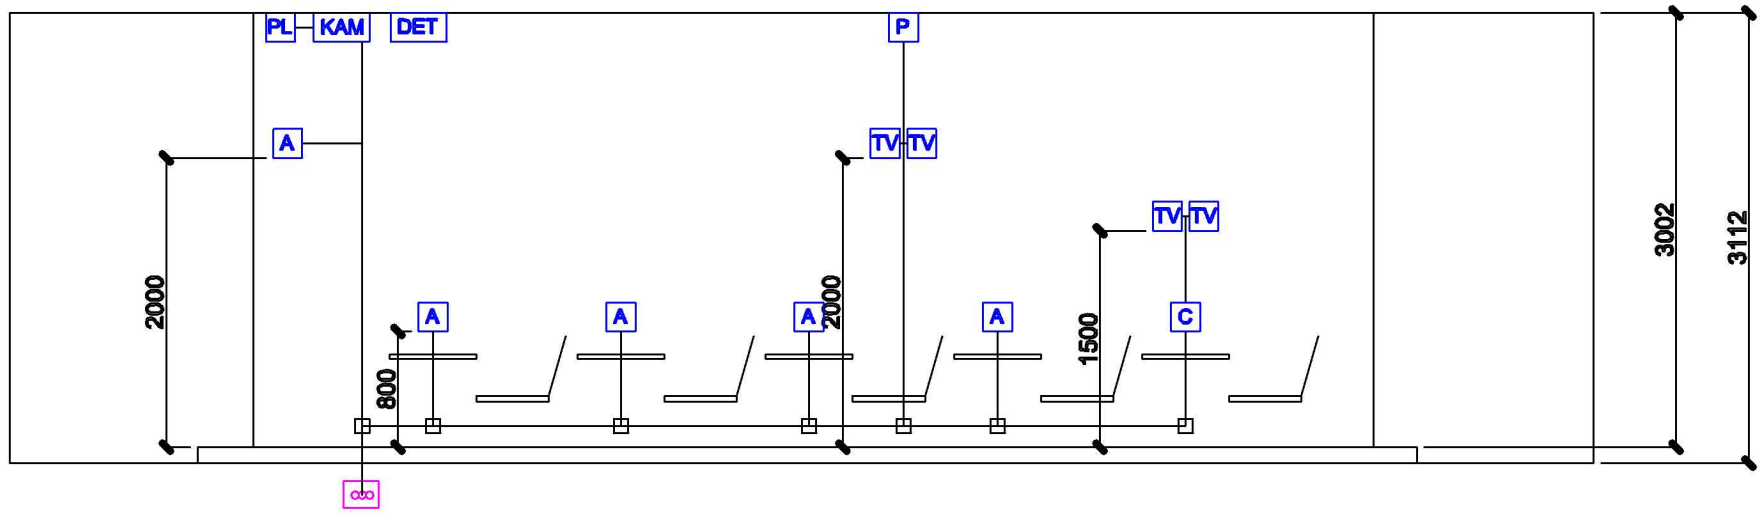 PL KAM DET P
A TV TV
TV TV
3002 3112
2000 2000
A A A A C
1500
800